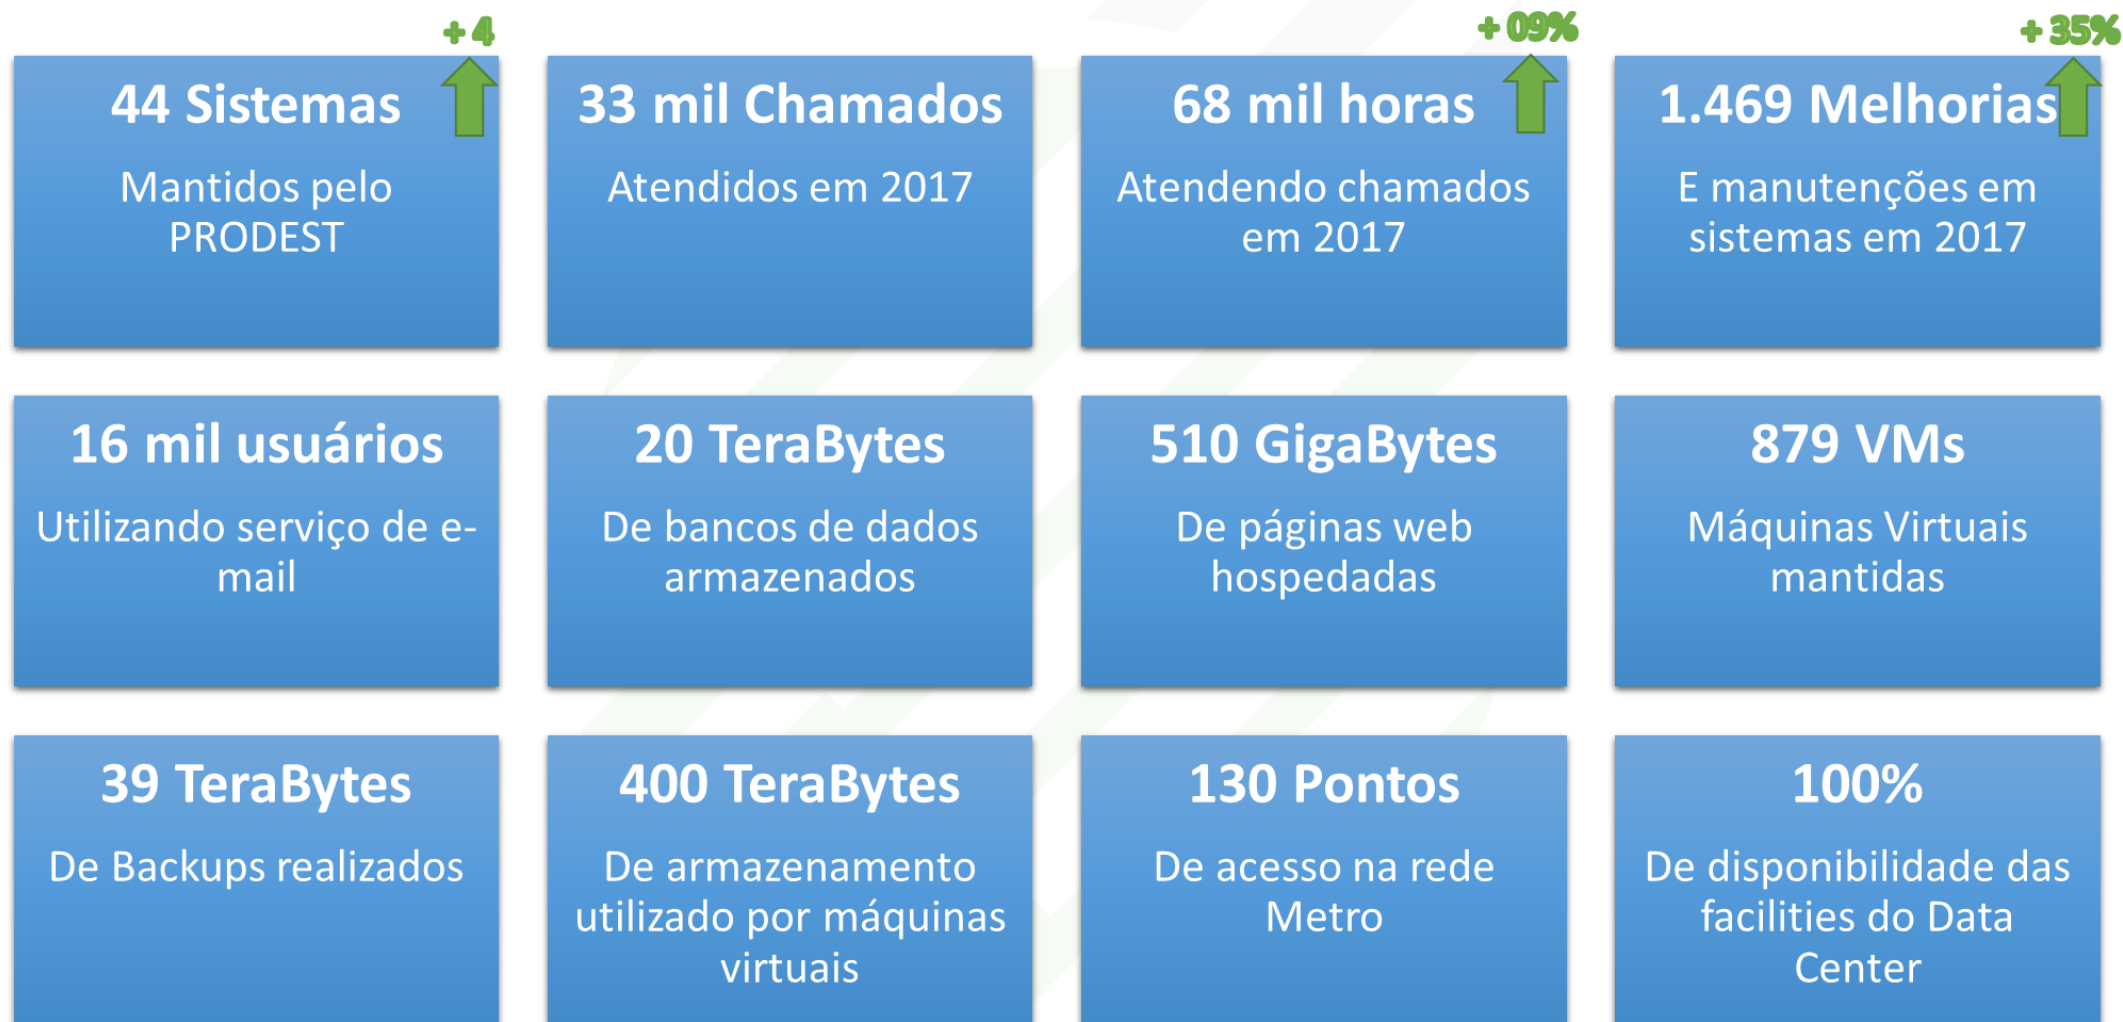 + 4
44 Sistemas
Mantidos pelo
PRODEST
33 mil Chamados
Atendidos em 2017
+ 09%
68 mil horas
Atendendo chamados
em 2017
+ 35%
1.469 Melhorias
E manutenções em
sistemas em 2017
16 mil usuários
Utilizando serviço de e-
mail
20 TeraBytes
De bancos de dados
armazenados
510 GigaBytes
De páginas web
hospedadas
879 VMs
Máquinas Virtuais
mantidas
39 TeraBytes
De Backups realizados
400 TeraBytes
De armazenamento
utilizado por máquinas
virtuais
130 Pontos
De acesso na rede
Metro
100%
De disponibilidade das
facilities do Data
Center